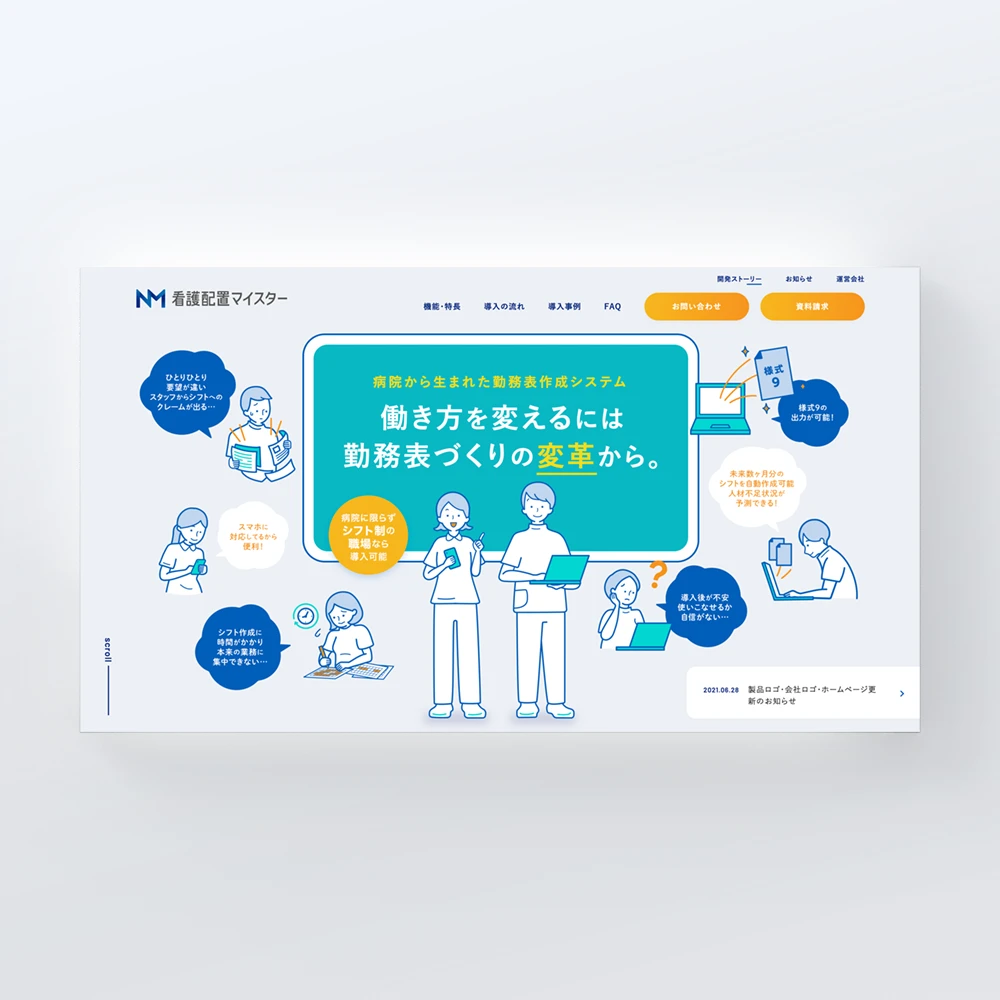 開発ストーリー
お知らせ
運営会社
NM 看護配置マイスター
機能・特長
導入の流れ
導入事例
FAQ
お問い合わせ
資料請求
ひとりひとり
要望が違い
スタッフからシフトへの
クレームが出る…
病院から生まれた勤務表作成システム
働き方を変えるには
勤務表づくりの変革から。
様式
9
様式9の
出力が可能!
未来数ヶ月分の
シフトを自動作成可能
人材不足状況が
予測できる!
スマホに
対応してるから
便利!
病院に限らず
シフト制の
職場なら
導入可能
?
導入後が不安
使いこなせるか
自信がない…
シフト作成に
時間がかかり
本来の業務に
集中できない…
scroll
2021.06.28
製品ロゴ・会社ロゴ・ホームページ更
新のお知らせ